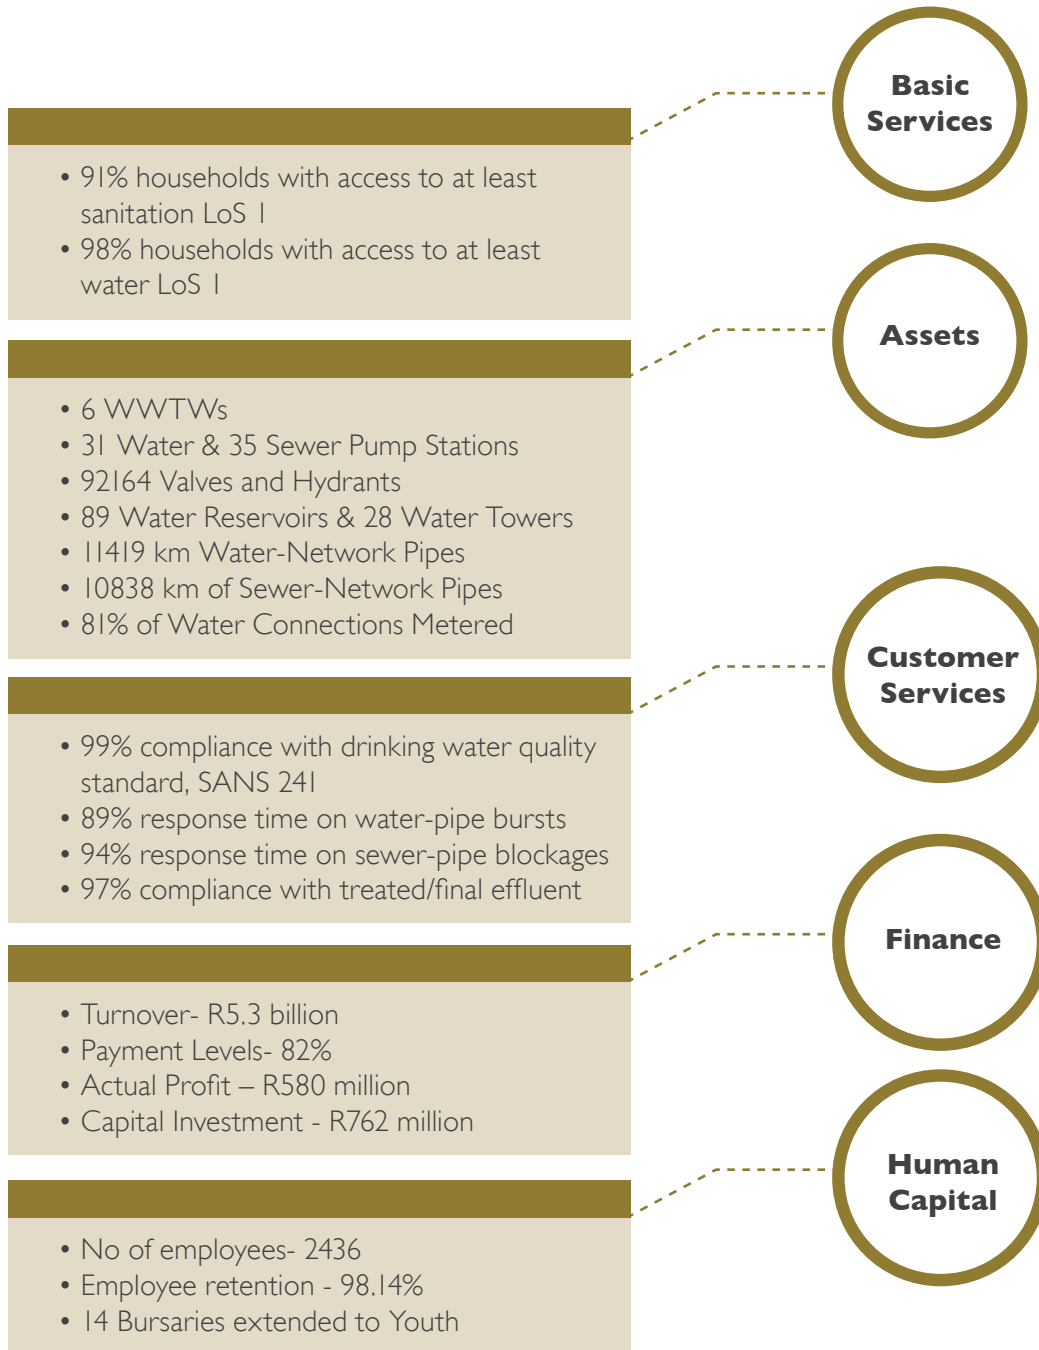 Basic
Services
• 91% households with access to at least
sanitation LoS 1
• 98% households with access to at least
water LoS 1
Assets
• 6 WWTWs
• 31 Water & 35 Sewer Pump Stations
• 92164 Valves and Hydrants
• 89 Water Reservoirs & 28 Water Towers
• 11419 km Water-Network Pipes
• 10838 km of Sewer-Network Pipes
• 81% of Water Connections Metered
Customer
Services
• 99% compliance with drinking water quality
standard, SANS 241
• 89% response time on water-pipe bursts
• 94% response time on sewer-pipe blockages
• 97% compliance with treated/final effluent
Finance
• Turnover- R5.3 billion
• Payment Levels- 82%
• Actual Profit – R580 million
• Capital Investment - R762 million
Human
Capital
• No of employees- 2436
• Employee retention - 98.14%
• 14 Bursaries extended to Youth